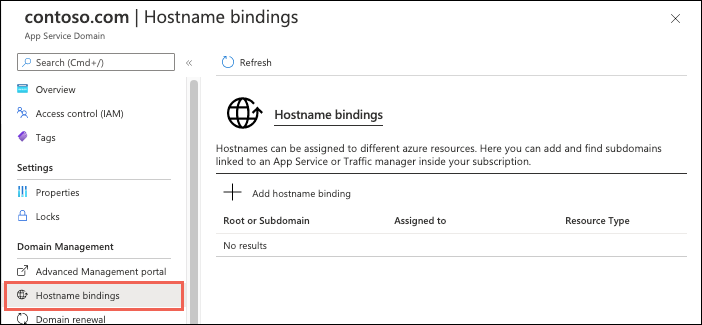 contoso.com | Hostname bindings
App Service Domain
Search (Cmd+/)
«
Overview
Access control (IAM)
Tags
Settings
Properties
Locks
Domain Management
Advanced Management portal
Hostname bindings
Domain renewal
Refresh
Hostname bindings
Hostnames can be assigned to different azure resources. Here you can add and find subdomains
linked to an App Service or Traffic manager inside your subscription.
Add hostname binding
Root or Subdomain Assigned to Resource Type
No results